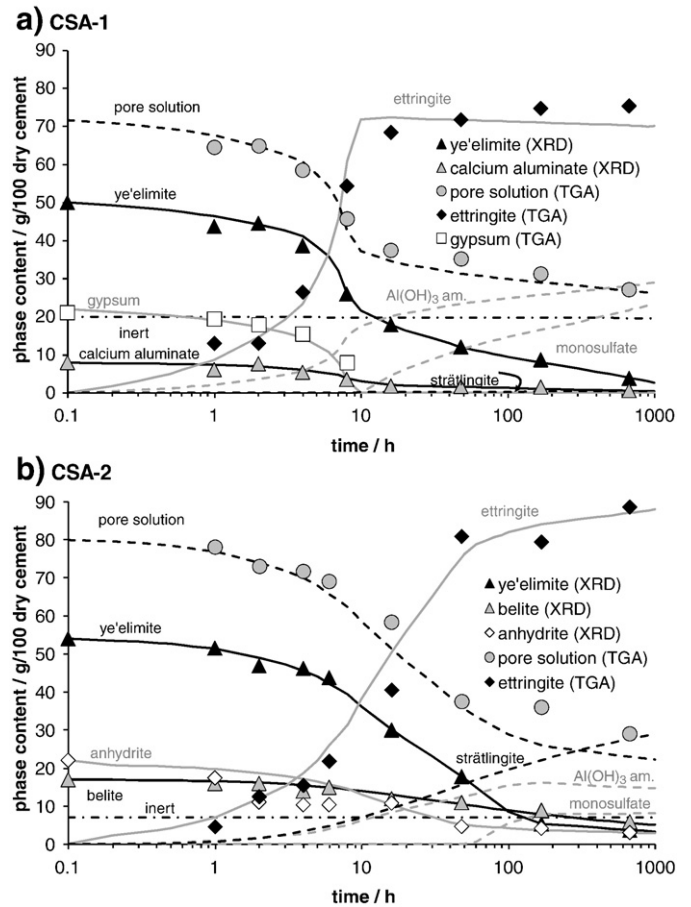 a) CSA-1
90
80
70
60
50
40
30
20
10
0
phase content / g/100 dry cement
pore solution
ye'elimite
gypsum
inert
calcium aluminate
ettringite
▲ ye'elimite (XRD)
calcium aluminate (XRD)
pore solution (TGA)
◆ ettringite (TGA)
□ gypsum (TGA)
Al(OH)3 am.
monosulfate
strätlingite
0.1 1 10 100 1000
time / h
b) CSA-2
90
80
70
60
50
40
30
20
10
0
phase content / g/100 dry cement
pore solution
ye'elimite
anhydrite
belite
inert
ettringite
▲ ye'elimite (XRD)
belite (XRD)
◇ anhydrite (XRD)
pore solution (TGA)
◆ ettringite (TGA)
strätlingite
Al(OH)3 am.
monosulfate
0.1 1 10 100 1000
time / h